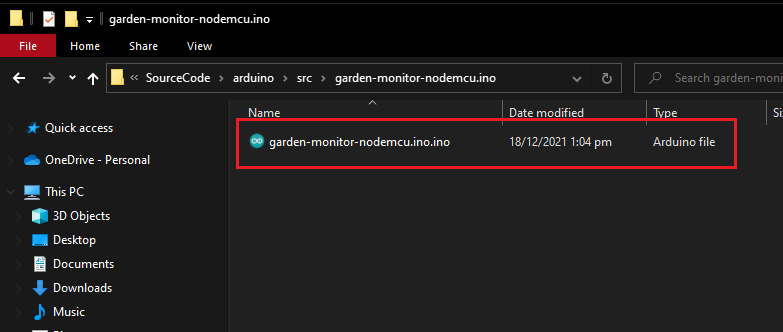 garden-monitor-nodemcu.ino
File Home Share View
SourceCode arduino src garden-monitor-nodemcu.ino Search garden-moni
Name Date modified Type Si
Quick access
garden-monitor-nodemcu.ino.ino 18/12/2021 1:04 pm Arduino file
OneDrive - Personal
This PC
3D Objects
Desktop
Documents
Downloads
Music